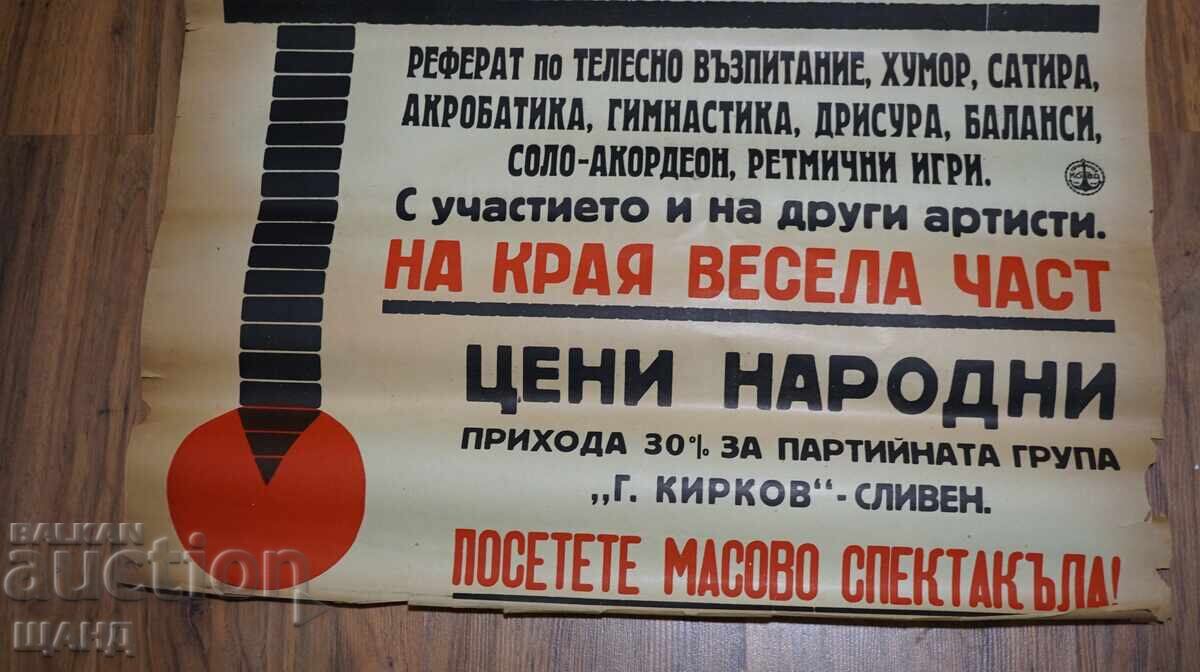 РЕФЕРАТ по ТЕЛЕСНО ВЪЗПИТАНИЕ, ХУМОР, САТИРА,
АКРОБАТИКА, ГИМНАСТИКА, ДРИСУРА, БАЛАНСИ,
СОЛО-АКОРДЕОН, РЕТМИЧНИ ИГРИ.
С участието и на други артисти.
НА КРАЯ ВЕСЕЛА ЧАСТ
ЦЕНИ НАРОДНИ
ПРИХОДА 30% ЗА ПАРТИЙНАТА ГРУПА
„Г. КИРКОВ“ - СЛИВЕН.
ПОСЕТЕТЕ МАСОВО СПЕКТАКЪЛА!
BALKAN
auction
ЩАНД